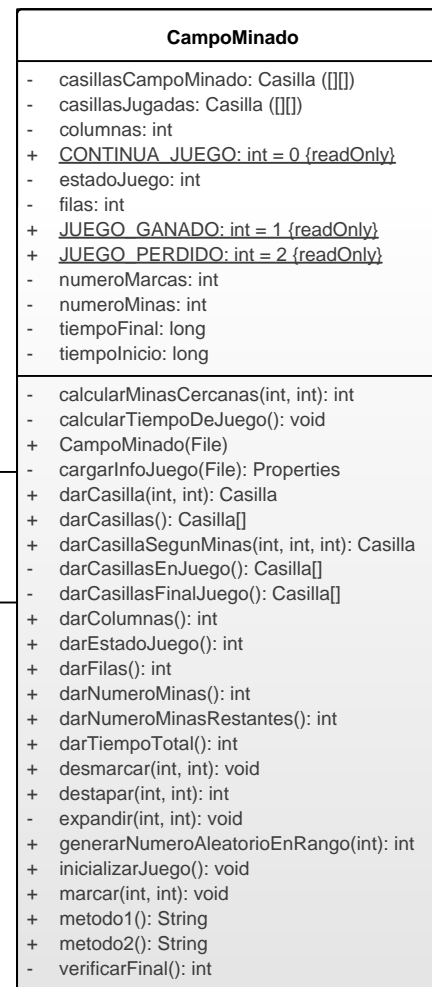 CampoMinado
- casillasCampoMinado: Casilla ([][])
- casillasJugadas: Casilla ([][])
- columnas: int
+ CONTINUA_JUEGO: int = 0 {readOnly}
- estadoJuego: int
- filas: int
+ JUEGO_GANADO: int = 1 {readOnly}
+ JUEGO_PERDIDO: int = 2 {readOnly}
- numeroMarcas: int
- numeroMinas: int
- tiempoFinal: long
- tiempoInicio: long
- calcularMinasCercanas(int, int): int
- calcularTiempoDeJuego(): void
+ CampoMinado(File)
- cargarInfoJuego(File): Properties
+ darCasilla(int, int): Casilla
+ darCasillas(): Casilla[]
+ darCasillaSegunMinas(int, int, int): Casilla
- darCasillasEnJuego(): Casilla[]
- darCasillasFinalJuego(): Casilla[]
+ darColumnas(): int
+ darEstadoJuego(): int
+ darFilas(): int
+ darNumeroMinas(): int
+ darNumeroMinasRestantes(): int
+ darTiempoTotal(): int
+ desmarcar(int, int): void
+ destapar(int, int): int
- expandir(int, int): void
+ generarNumeroAleatorioEnRango(int): int
+ inicializarJuego(): void
+ marcar(int, int): void
+ metodo1(): String
+ metodo2(): String
- verificarFinal(): int